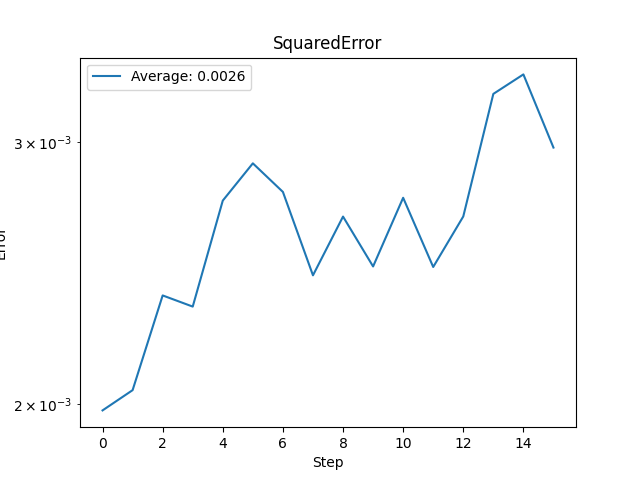 SquaredError
Average: 0.0026
3 × 10⁻³
2 × 10⁻³
Error
0 2 4 6 8 10 12 14
Step